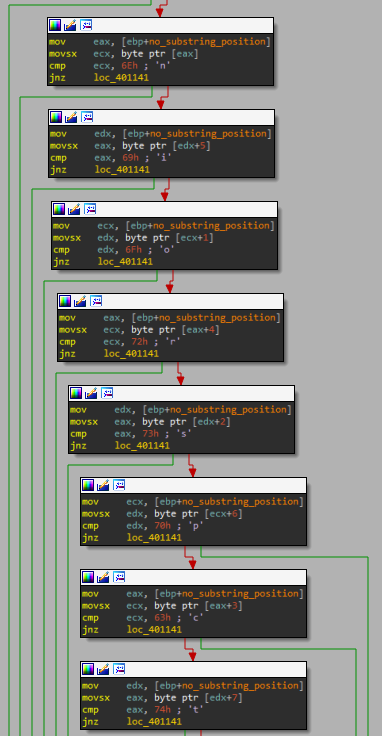 mov eax, [ebp+no_substring_position]
movsx ecx, byte ptr [eax]
cmp ecx, 6Eh ; 'n'
jnz loc_401141
mov edx, [ebp+no_substring_position]
movsx eax, byte ptr [edx+5]
cmp eax, 69h ; 'i'
jnz loc_401141
mov ecx, [ebp+no_substring_position]
movsx edx, byte ptr [ecx+1]
cmp edx, 6Fh ; 'o'
jnz loc_401141
mov eax, [ebp+no_substring_position]
movsx ecx, byte ptr [eax+4]
cmp ecx, 72h ; 'r'
jnz loc_401141
mov edx, [ebp+no_substring_position]
movsx eax, byte ptr [edx+2]
cmp eax, 73h ; 's'
jnz loc_401141
mov ecx, [ebp+no_substring_position]
movsx edx, byte ptr [ecx+6]
cmp edx, 70h ; 'p'
jnz loc_401141
mov eax, [ebp+no_substring_position]
movsx ecx, byte ptr [eax+3]
cmp ecx, 63h ; 'c'
jnz loc_401141
mov edx, [ebp+no_substring_position]
movsx eax, byte ptr [edx+7]
cmp eax, 74h ; 't'
jnz loc_401141